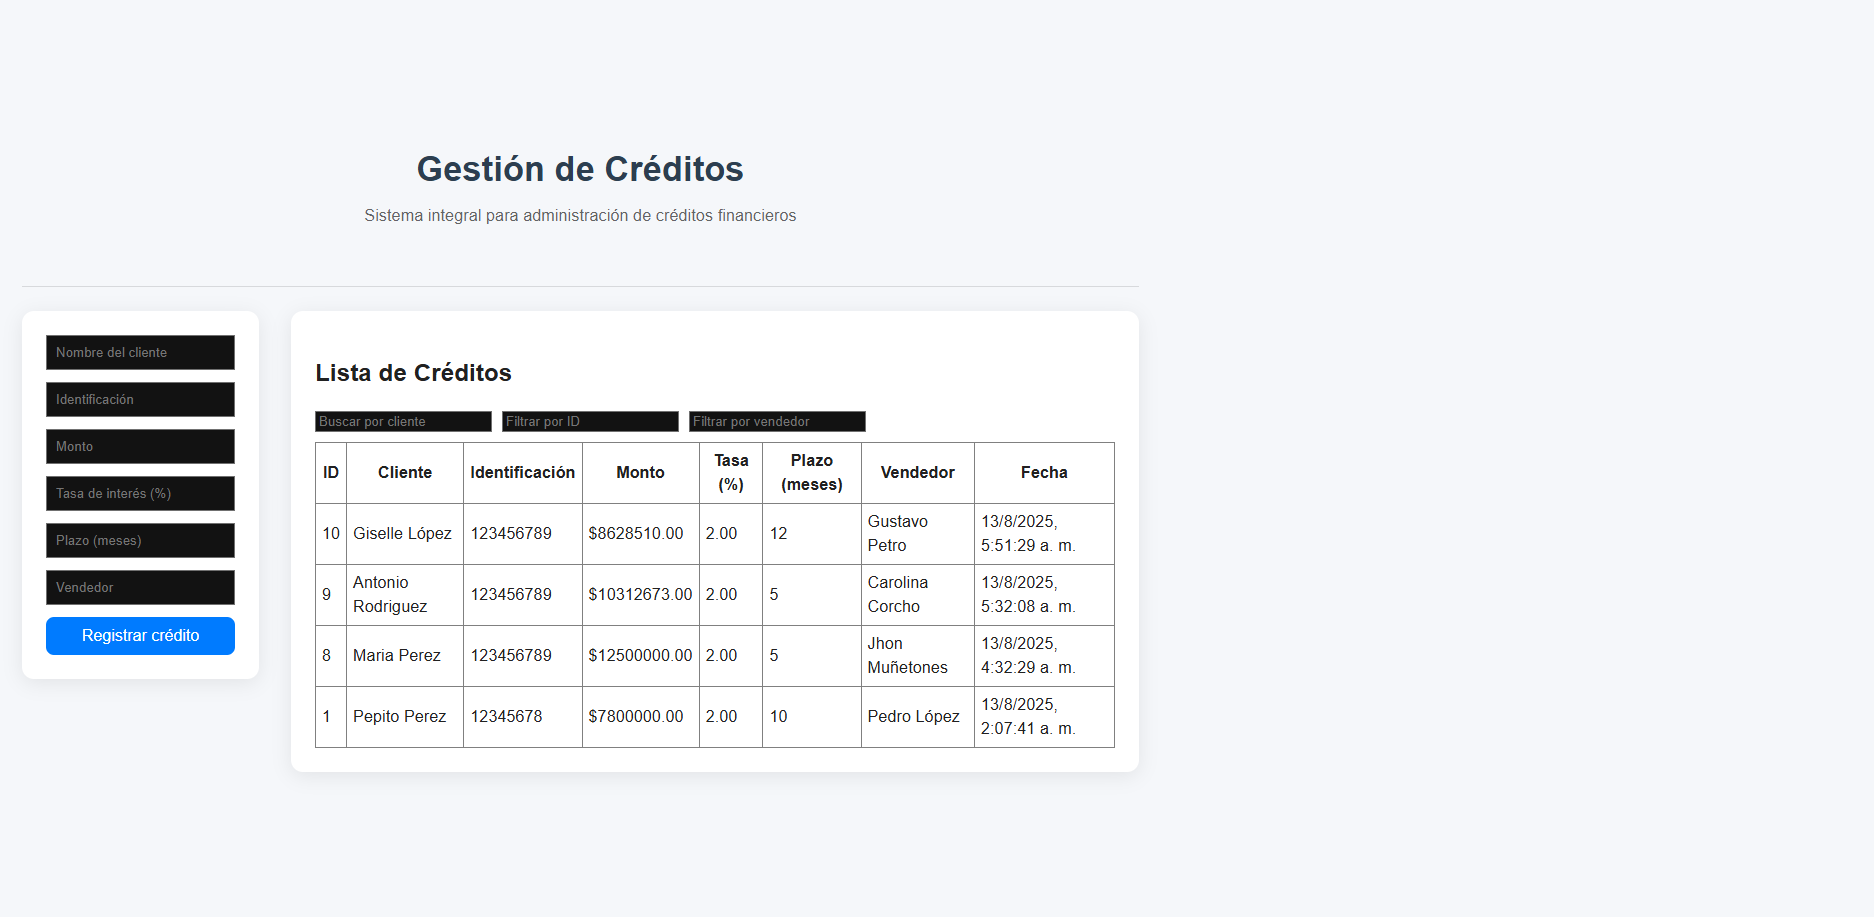 Gestión de Créditos
Sistema integral para administración de créditos financieros
Nombre del cliente
Identificación
Monto
Tasa de interés (%)
Plazo (meses)
Vendedor
Registrar crédito
Lista de Créditos
Buscar por cliente Filtrar por ID Filtrar por vendedor
ID Cliente Identificación Monto Tasa (%) Plazo (meses) Vendedor Fecha
10 Giselle López 123456789 $8628510.00 2.00 12 Gustavo Petro 13/8/2025, 5:51:29 a. m.
9 Antonio Rodriguez 123456789 $10312673.00 2.00 5 Carolina Corcho 13/8/2025, 5:32:08 a. m.
8 Maria Perez 123456789 $12500000.00 2.00 5 Jhon Muñetones 13/8/2025, 4:32:29 a. m.
1 Pepito Perez 12345678 $7800000.00 2.00 10 Pedro López 13/8/2025, 2:07:41 a. m.